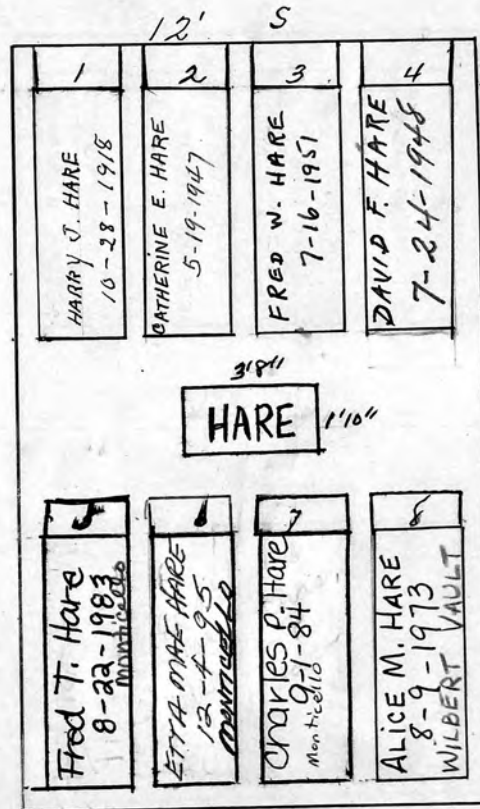 12' S
1
HARRY J. HARE
10-28-1918
2
CATHERINE E. HARE
5-19-1947
3
FRED W. HARE
7-16-1951
4
DAVID F. HARE
7-24-1948
3'8"
HARE
1'10"
5
Fred T. Hare
8-22-1983
Monticello
6
ETTA MAE HARE
12-4-95
Monticello
7
Charles P. Hare
9-1-84
Monticello
8
ALICE M. HARE
8-9-1973
WILBERT VAULT